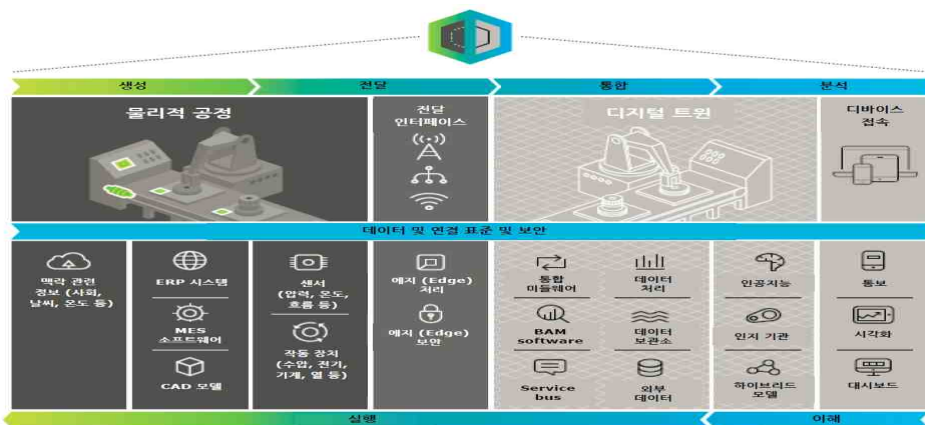 생성
전달
통합
분석
물리적 공정
전달
인터페이스
디지털 트윈
디바이스
접속
데이터 및 연결 표준 및 보안
맥락 관련
정보 (사회,
날씨, 온도 등)
ERP 시스템
MES
소프트웨어
CAD 모델
센서
(압력, 온도,
흐름 등)
작동 장치
(수압, 전기,
기계, 열 등)
에지 (Edge)
처리
에지 (Edge)
보안
통합
미들웨어
BAM
software
Service
bus
데이터
처리
데이터
보관소
외부
데이터
인공지능
인지 기관
하이브리드
모델
통보
시각화
대시보드
실행
이해